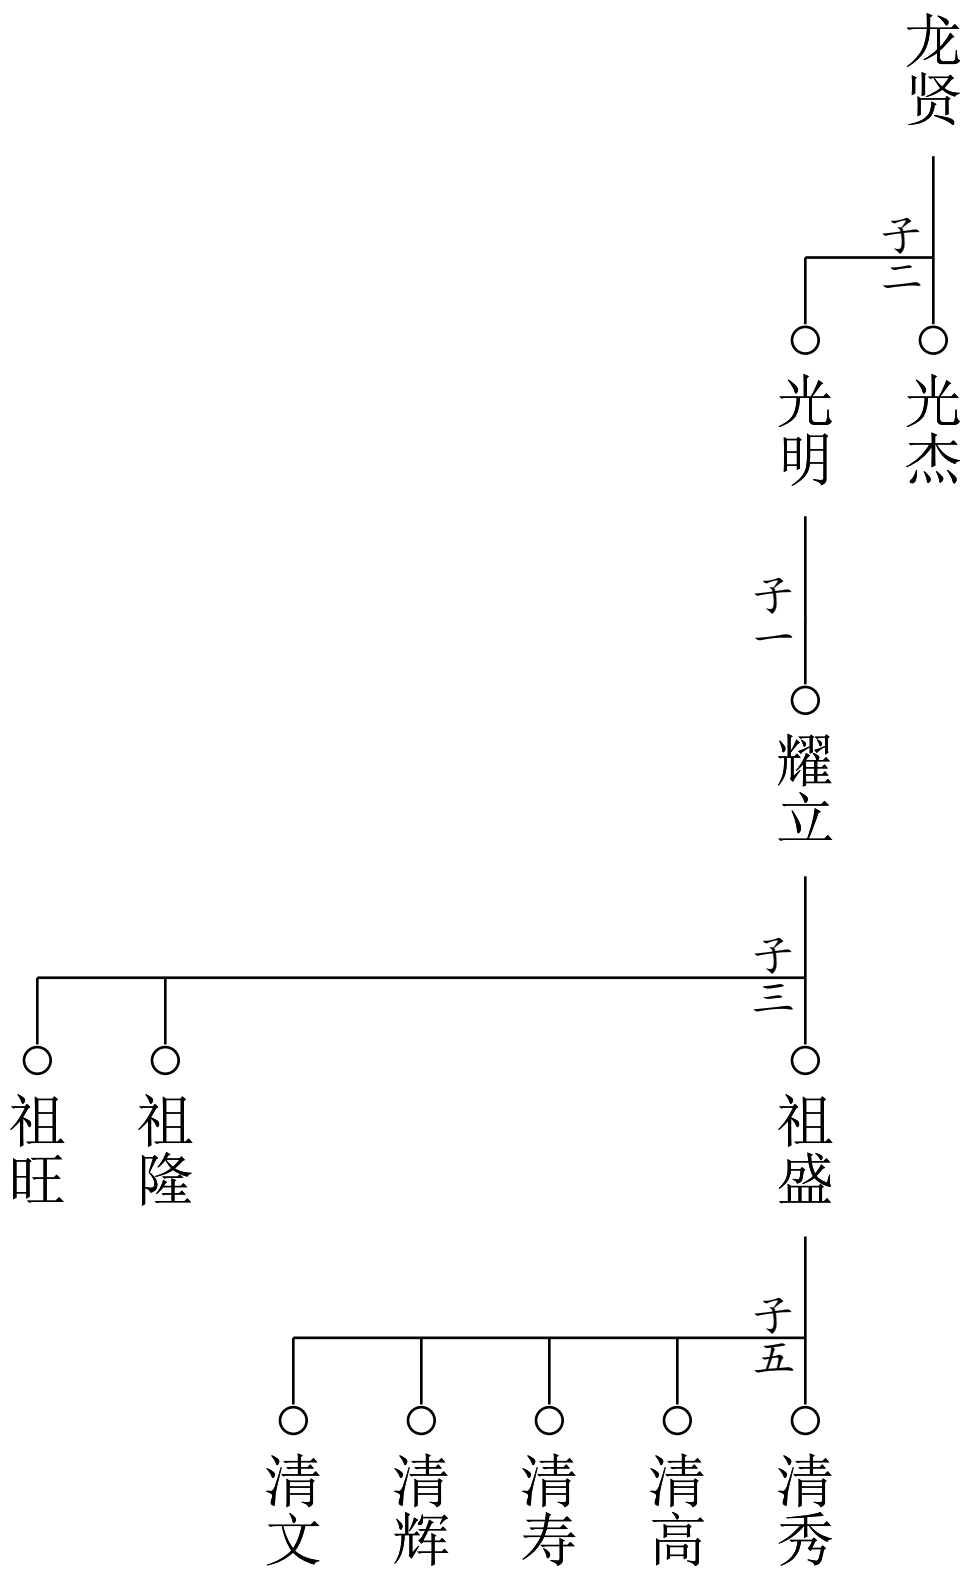 龙贤
子二
光杰
光明
子一
耀立
子三
祖盛
祖隆
祖旺
子五
清秀
清高
清寿
清辉
清文